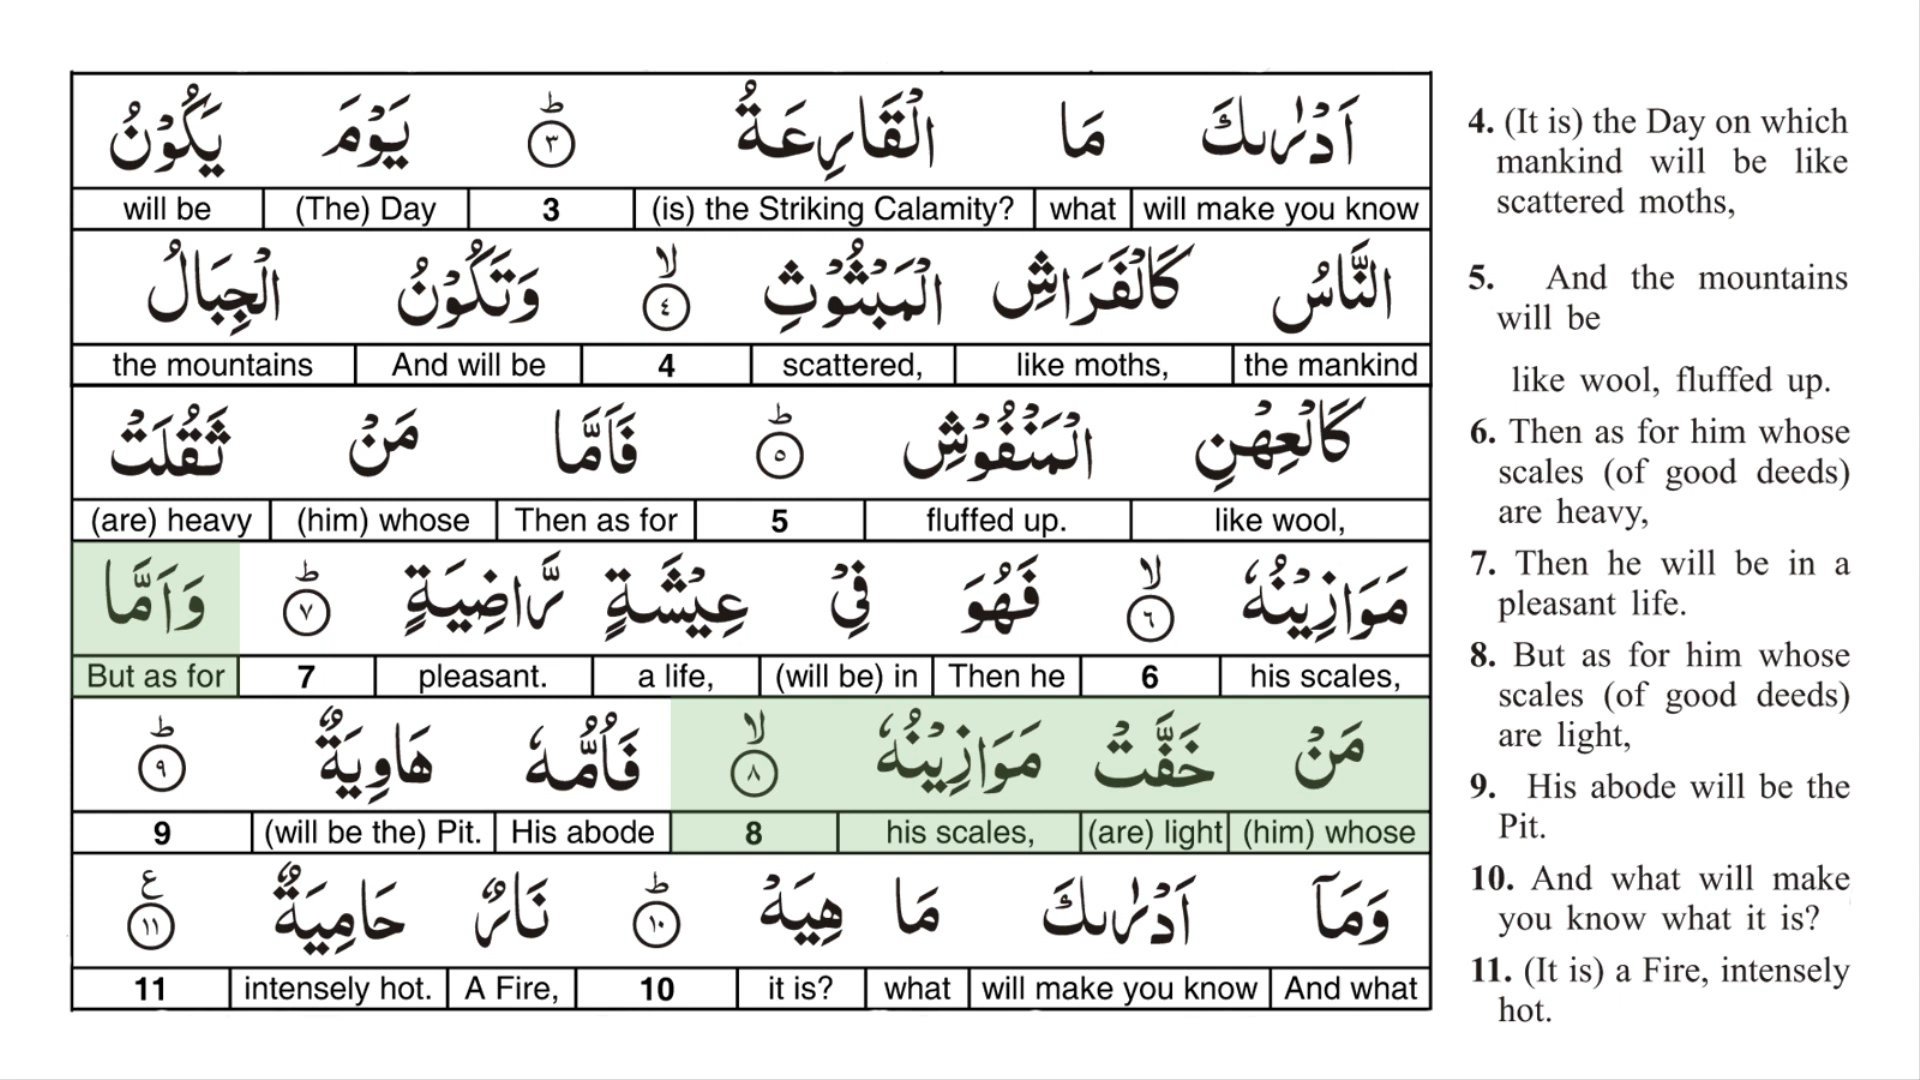 اَدْرٰىكَ مَا الْقَارِعَةُ ؕ ٣ يَوْمَ يَكُوْنُ
will make you know what (is) the Striking Calamity? 3 (The) Day will be
النَّاسُ كَالْفَرَاشِ الْمَبْثُوْثِ ۙ ٤ وَتَكُوْنُ الْجِبَالُ
the mankind like moths, scattered, 4 And will be the mountains
كَالْعِهْنِ الْمَنْفُوْشِ ؕ ٥ فَاَمَّا مَنْ ثَقُلَتْ
like wool, fluffed up. 5 Then as for (him) whose (are) heavy
مَوَازِيْنُهٗ ۙ ٦ فَهُوَ فِيْ عِيْشَةٍ رَّاضِيَةٍ ؕ ٧ وَاَمَّا
his scales, 6 Then he (will be) in a life, pleasant. 7 But as for
مَنْ خَفَّتْ مَوَازِيْنُهٗ ۙ ٨ فَاُمُّهٗ هَاوِيَةٌ ؕ ٩
(him) whose (are) light his scales, 8 His abode (will be the) Pit. 9
وَمَاۤ اَدْرٰىكَ مَا هِيَهْ ؕ ١٠ نَارٌ حَامِيَةٌ ع ١١
And what will make you know what it is? 10 A Fire, intensely hot. 11
4. (It is) the Day on which
mankind will be like
scattered moths,
5. And the mountains
will be
like wool, fluffed up.
6. Then as for him whose
scales (of good deeds)
are heavy,
7. Then he will be in a
pleasant life.
8. But as for him whose
scales (of good deeds)
are light,
9. His abode will be the
Pit.
10. And what will make
you know what it is?
11. (It is) a Fire, intensely
hot.